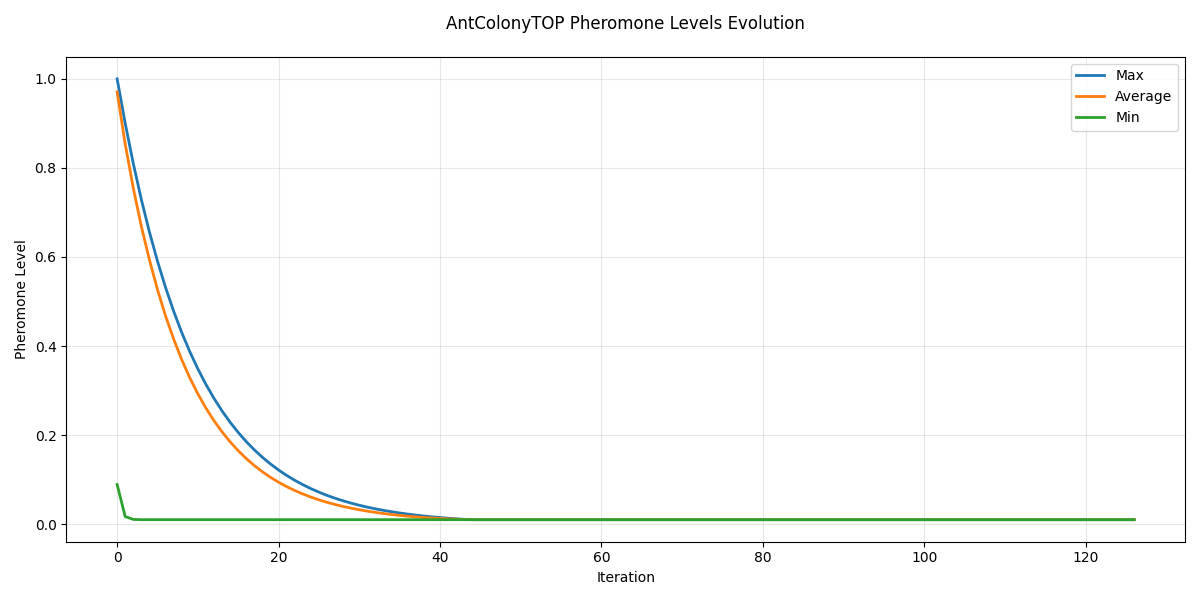 AntColonyTOP Pheromone Levels Evolution
Max
Average
Min
Pheromone Level
1.0
0.8
0.6
0.4
0.2
0.0
0 20 40 60 80 100 120
Iteration